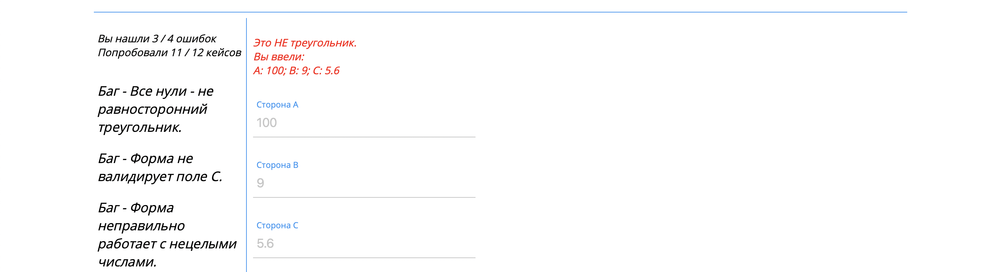 Вы нашли 3 / 4 ошибок
Попробовали 11 / 12 кейсов
Баг - Все нули - не
равносторонний
треугольник.
Баг - Форма не
валидирует поле C.
Баг - Форма
неправильно
работает с нецелыми
числами.
Это НЕ треугольник.
Вы ввели:
A: 100; B: 9; C: 5.6
Сторона A
100
Сторона B
9
Сторона C
5.6